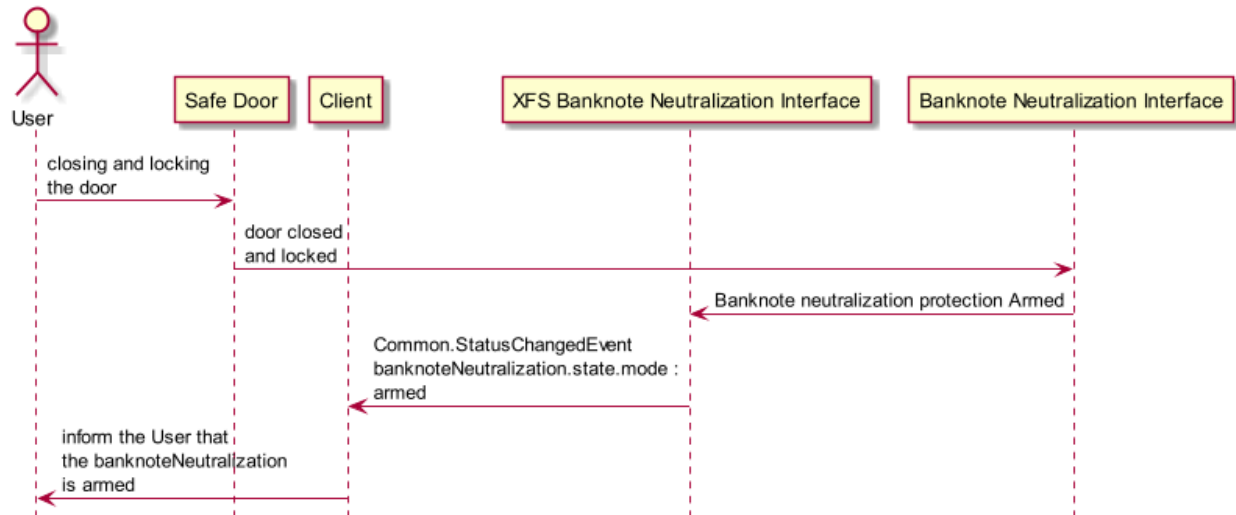 User
Safe Door
Client
XFS Banknote Neutralization Interface
Banknote Neutralization Interface
closing and locking
the door
door closed
and locked
Banknote neutralization protection Armed
Common.StatusChangedEvent
banknoteNeutralization.state.mode :
armed
inform the User that
the banknoteNeutralization
is armed